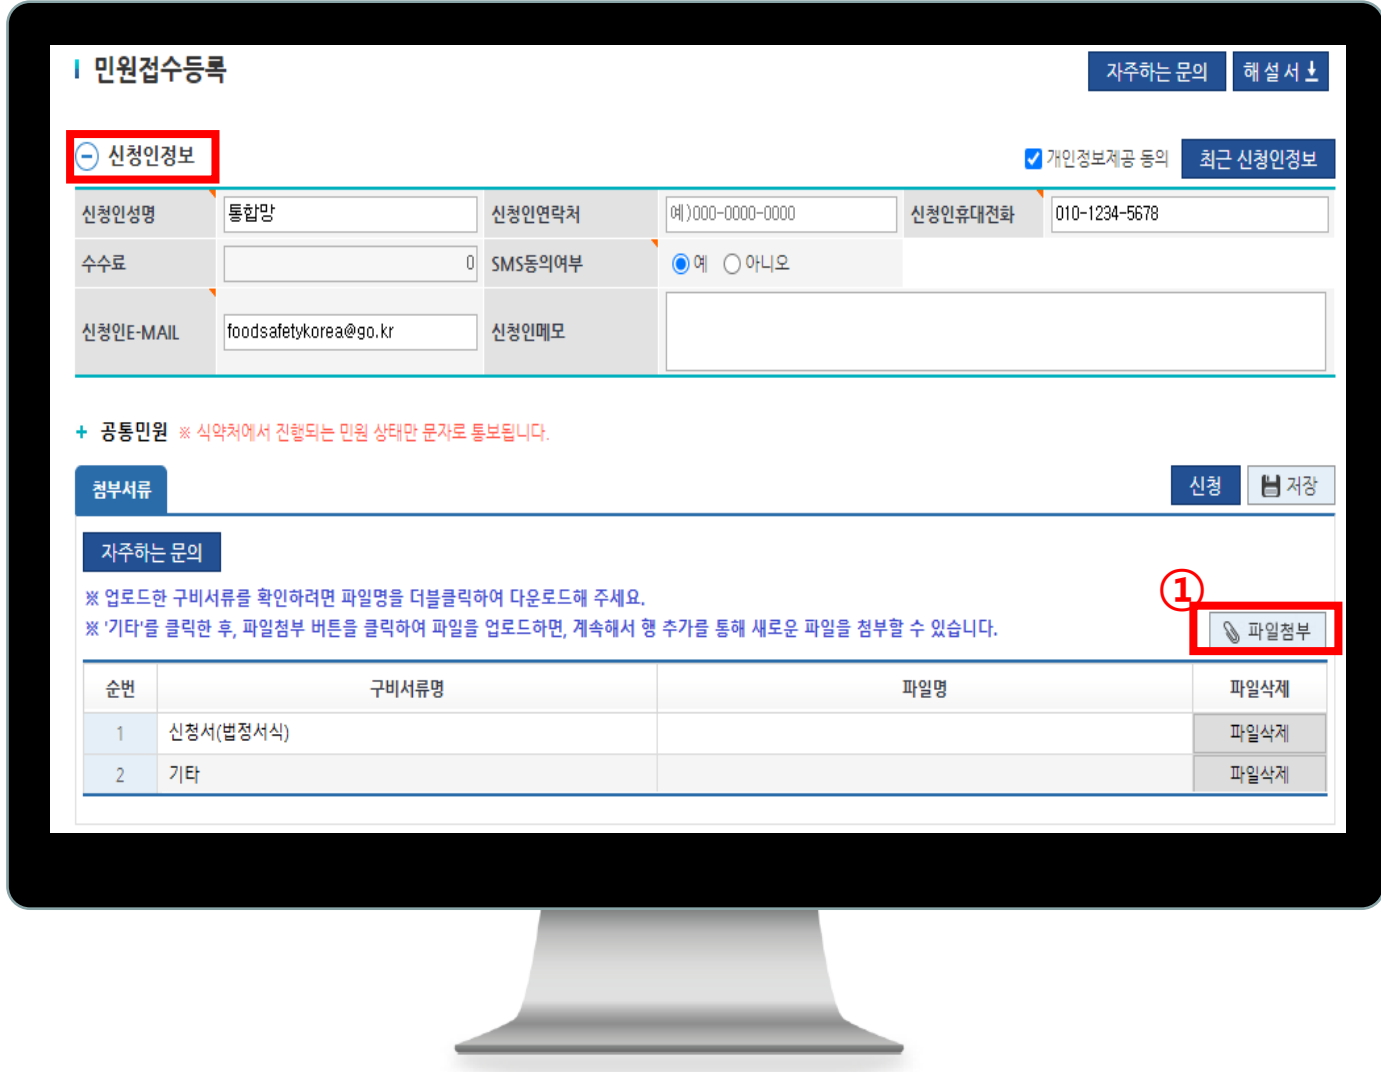 민원접수등록
자주하는 문의 해 설 서
신청인정보
개인정보제공 동의 최근 신청인정보
신청인성명 통합망 신청인연락처 예)000-0000-0000 신청인휴대전화 010-1234-5678
수수료 0 SMS동의여부 예 아니오
신청인E-MAIL foodsafetykorea@go.kr 신청인메모
+ 공통민원 ※ 식약처에서 진행되는 민원 상태만 문자로 통보됩니다.
첨부서류 신청 저장
자주하는 문의
※ 업로드한 구비서류를 확인하려면 파일명을 더블클릭하여 다운로드해 주세요.
①
※ '기타'를 클릭한 후, 파일첨부 버튼을 클릭하여 파일을 업로드하면, 계속해서 행 추가를 통해 새로운 파일을 첨부할 수 있습니다.
파일첨부
순번 구비서류명 파일명 파일삭제
1 신청서(법정서식) 파일삭제
2 기타 파일삭제